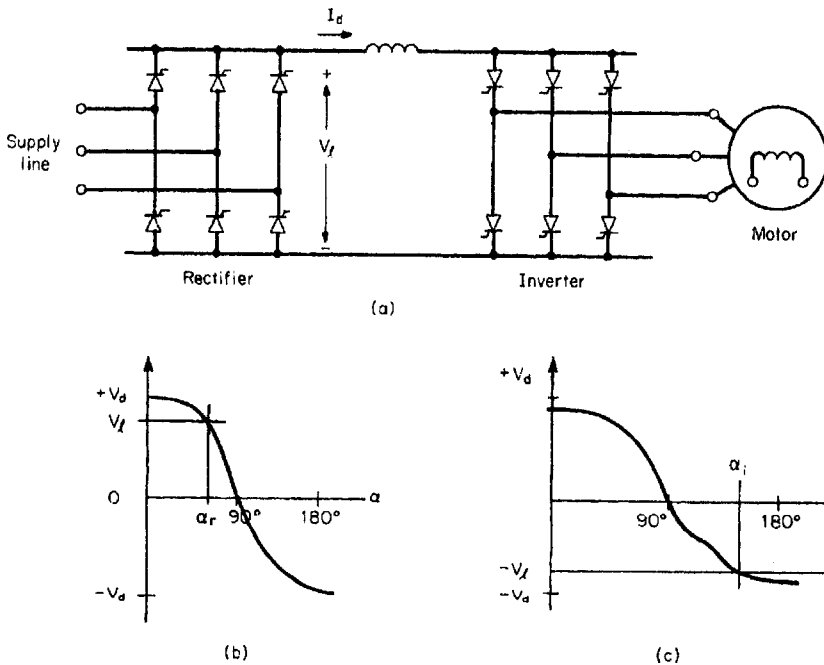 I_d
+
Supply
line
V_ℓ
−
Motor
Rectifier
Inverter
(a)
+V_d
V_ℓ
0
α_r
90°
180°
α
−V_d
(b)
+V_d
α_i
90°
180°
−V_ℓ
−V_d
(c)